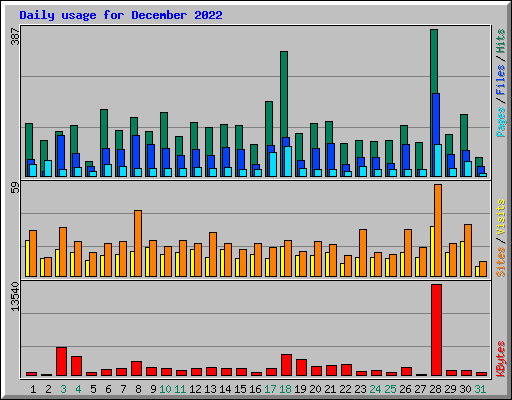 Daily usage for December 2022
387
Pages / Files / Hits
59
Sites / Visits
13540
KBytes
1 2 3 4 5 6 7 8 9 10 11 12 13 14 15 16 17 18 19 20 21 22 23 24 25 26 27 28 29 30 31